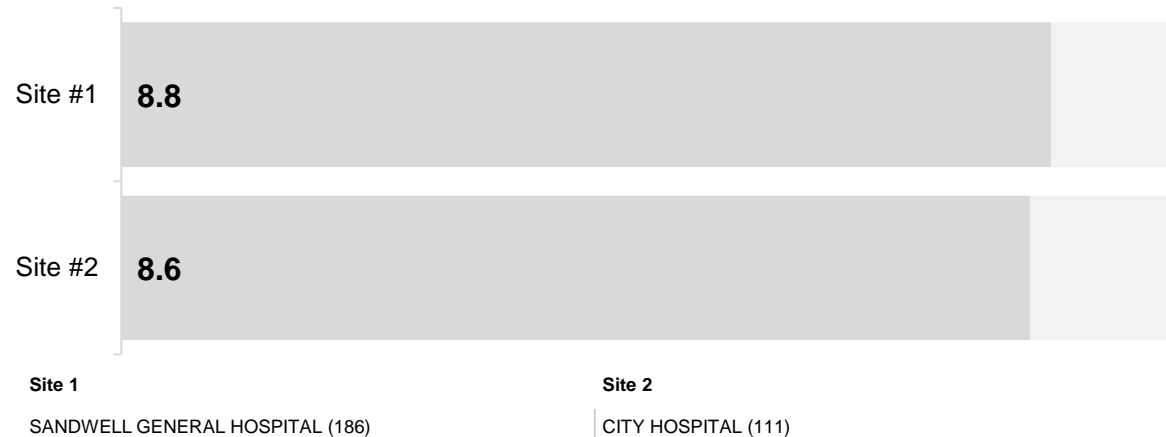 Site #1 8.8
Site #2 8.6
Site 1 Site 2
SANDWELL GENERAL HOSPITAL (186) CITY HOSPITAL (111)